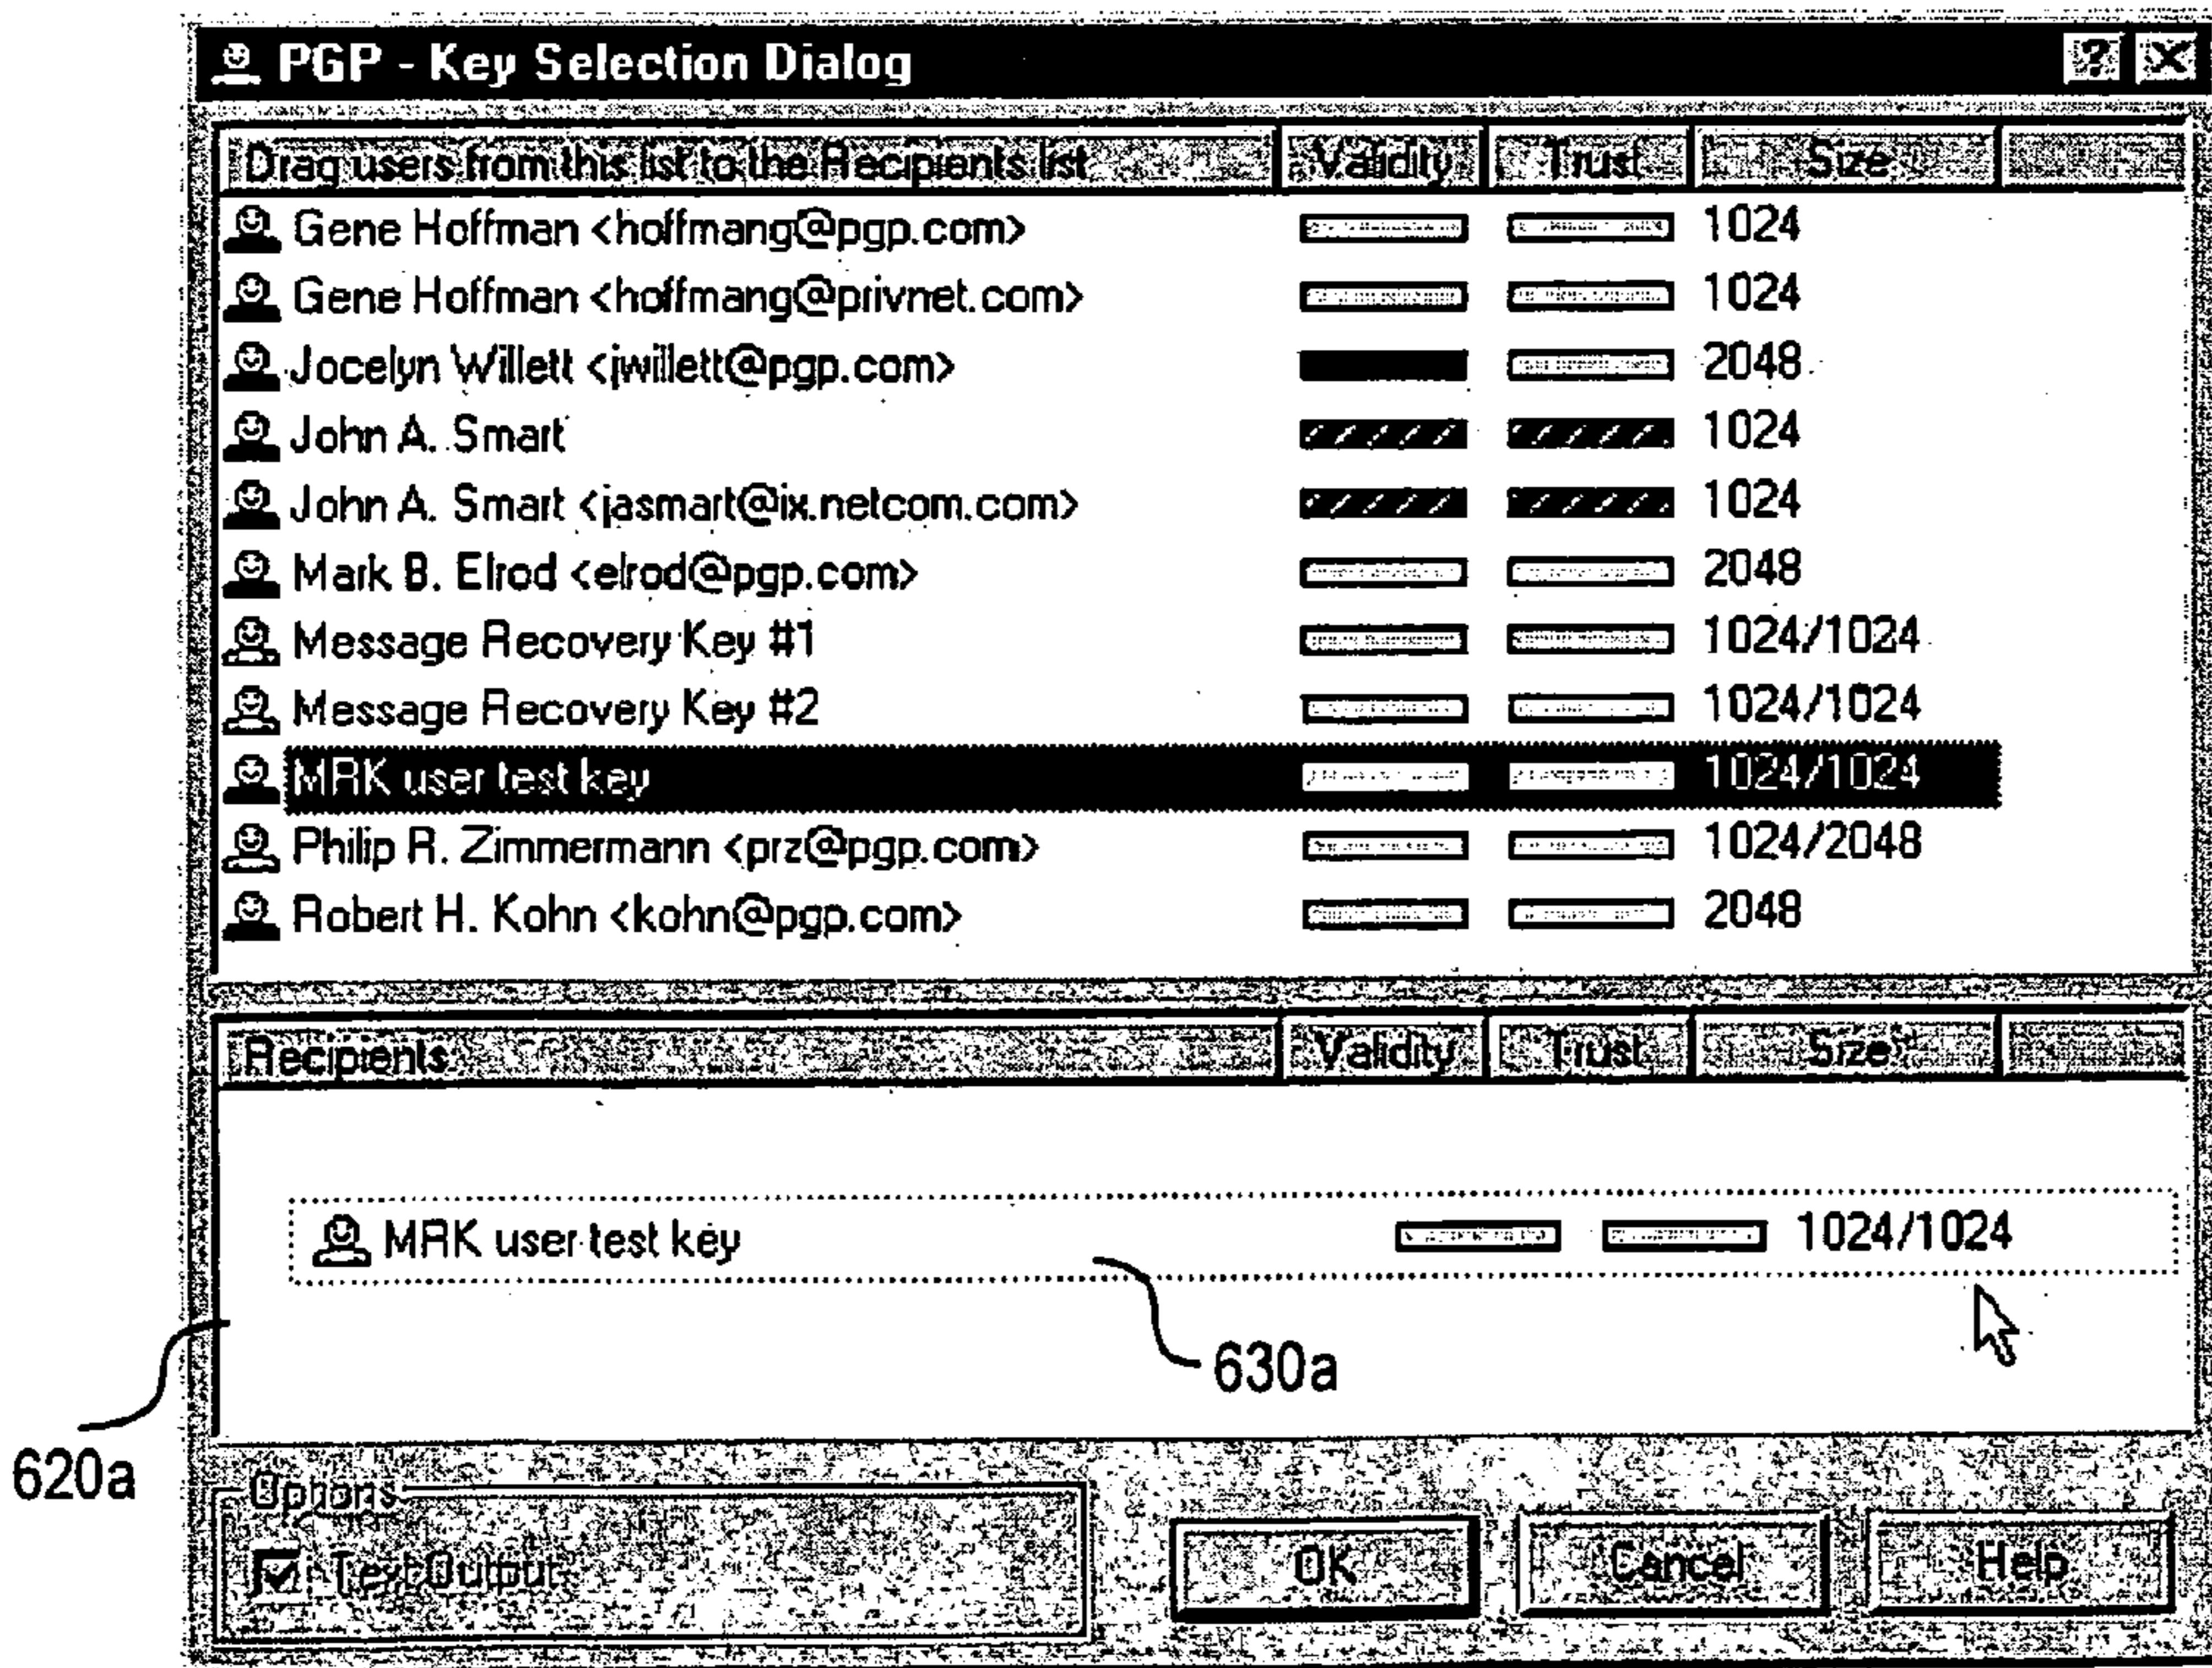 PGP - Key Selection Dialog
Drag users from this list to the Recipients list Validity Trust Size
Gene Hoffman <hoffmang@pgp.com> 1024
Gene Hoffman <hoffmang@privnet.com> 1024
Jocelyn Willett <jwillett@pgp.com> 2048
John A. Smart 1024
John A. Smart <jasmart@ix.netcom.com> 1024
Mark B. Elrod <elrod@pgp.com> 2048
Message Recovery Key #1 1024/1024
Message Recovery Key #2 1024/1024
MRK user test key 1024/1024
Philip R. Zimmermann <prz@pgp.com> 1024/2048
Robert H. Kohn <kohn@pgp.com> 2048
Recipients Validity Trust Size
MRK user test key 1024/1024
630a
620a
Options
Text Output
OK Cancel Help